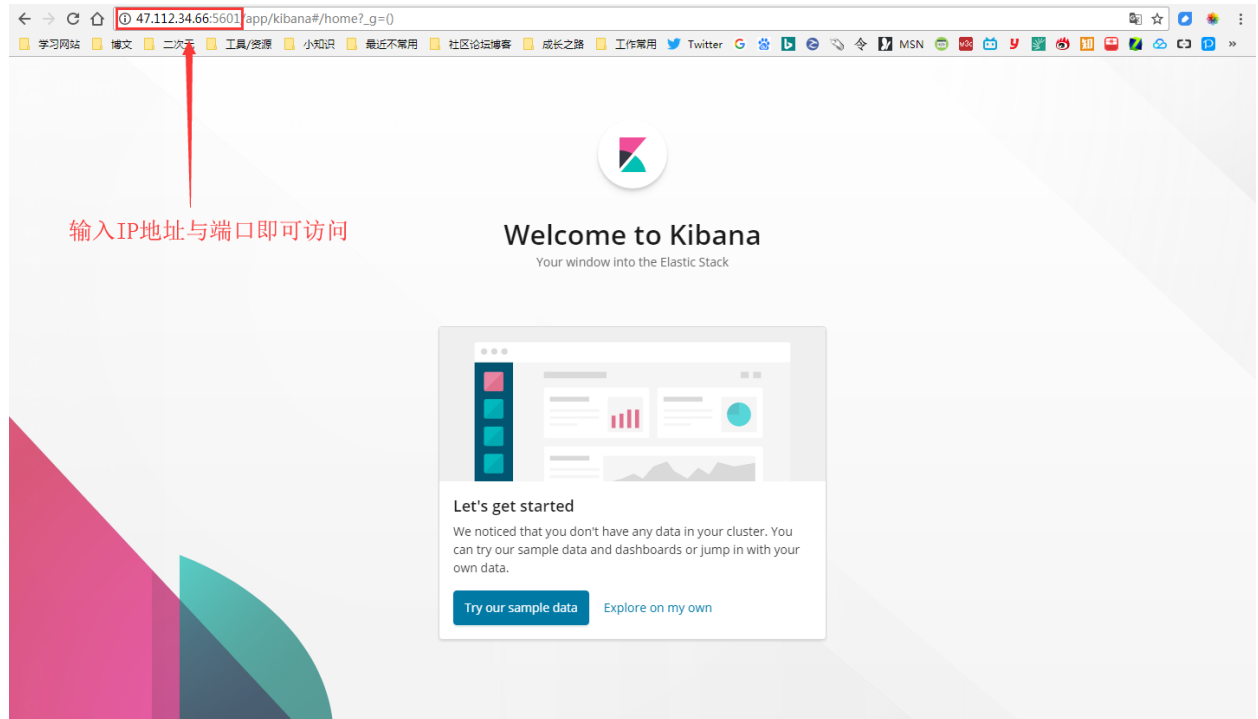 47.112.34.66:5601/app/kibana#/home?_g=()
学习网站 博文 二次天 工具/资源 小知识 最近不常用 社区论坛博客 成长之路 工作常用 Twitter MSN
输入IP地址与端口即可访问
Welcome to Kibana
Your window into the Elastic Stack
Let's get started
We noticed that you don't have any data in your cluster. You
can try our sample data and dashboards or jump in with your
own data.
Try our sample data Explore on my own